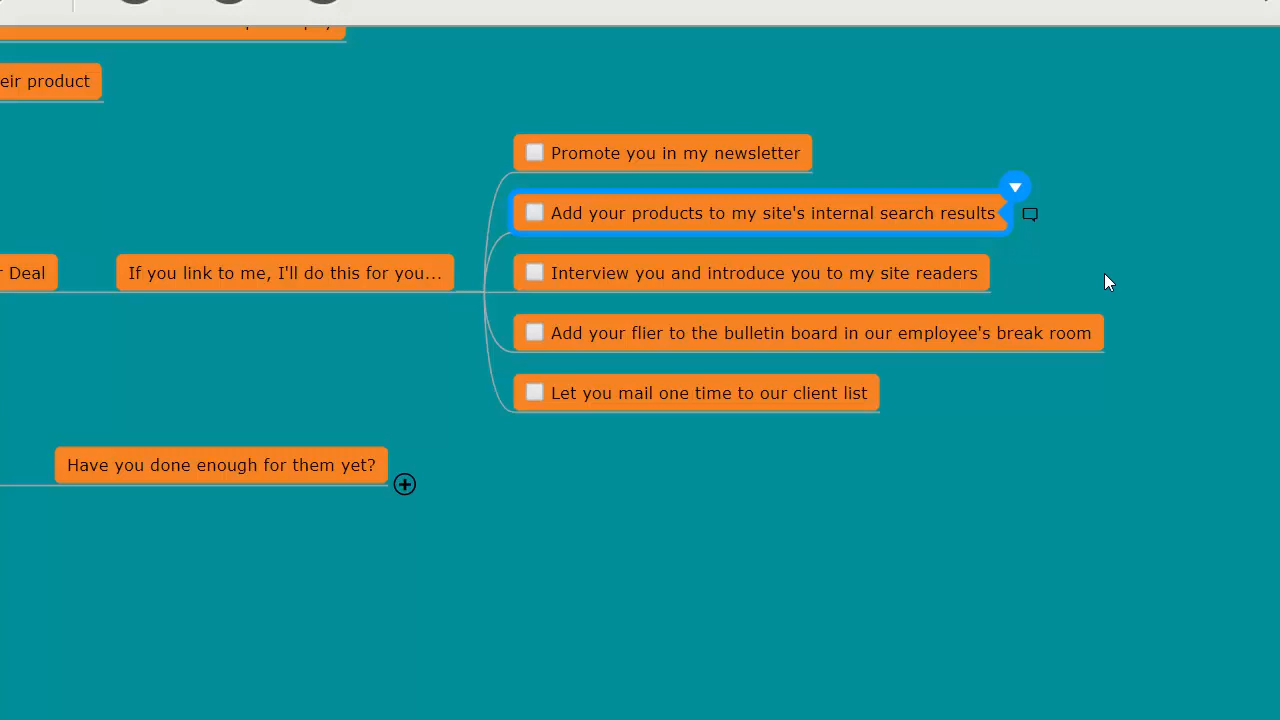 eir product
Promote you in my newsletter
Add your products to my site's internal search results
r Deal
If you link to me, I'll do this for you...
Interview you and introduce you to my site readers
Add your flier to the bulletin board in our employee's break room
Let you mail one time to our client list
Have you done enough for them yet?